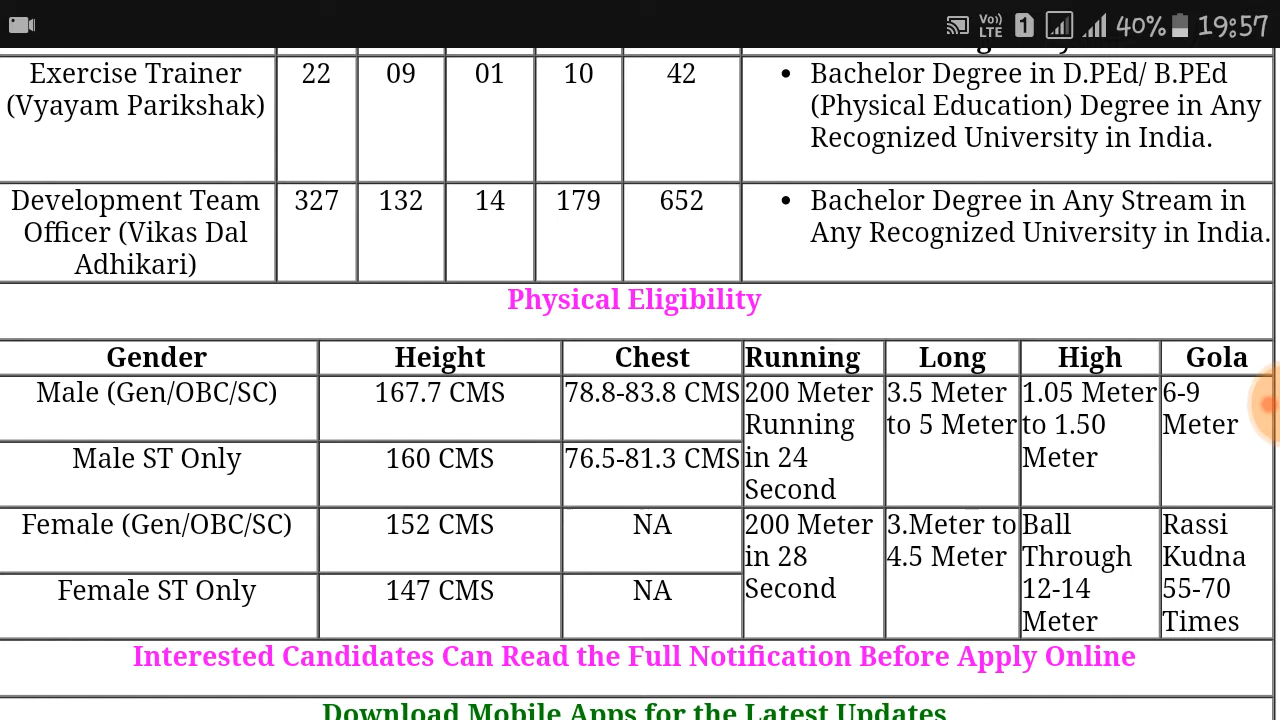 Vo)) LTE 1 40% 19:57
Exercise Trainer 22 09 01 10 42 • Bachelor Degree in D.PEd/ B.PEd
(Vyayam Parikshak) (Physical Education) Degree in Any
Recognized University in India.
Development Team 327 132 14 179 652 • Bachelor Degree in Any Stream in
Officer (Vikas Dal Any Recognized University in India.
Adhikari)
Physical Eligibility
Gender Height Chest Running Long High Gola
Male (Gen/OBC/SC) 167.7 CMS 78.8-83.8 CMS 200 Meter 3.5 Meter 1.05 Meter 6-9
Running to 5 Meter to 1.50 Meter
Male ST Only 160 CMS 76.5-81.3 CMS in 24 Meter
Second
Female (Gen/OBC/SC) 152 CMS NA 200 Meter 3.Meter to Ball Rassi
in 28 4.5 Meter Through Kudna
Female ST Only 147 CMS NA Second 12-14 55-70
Meter Times
Interested Candidates Can Read the Full Notification Before Apply Online
Download Mobile Apps for the Latest Updates